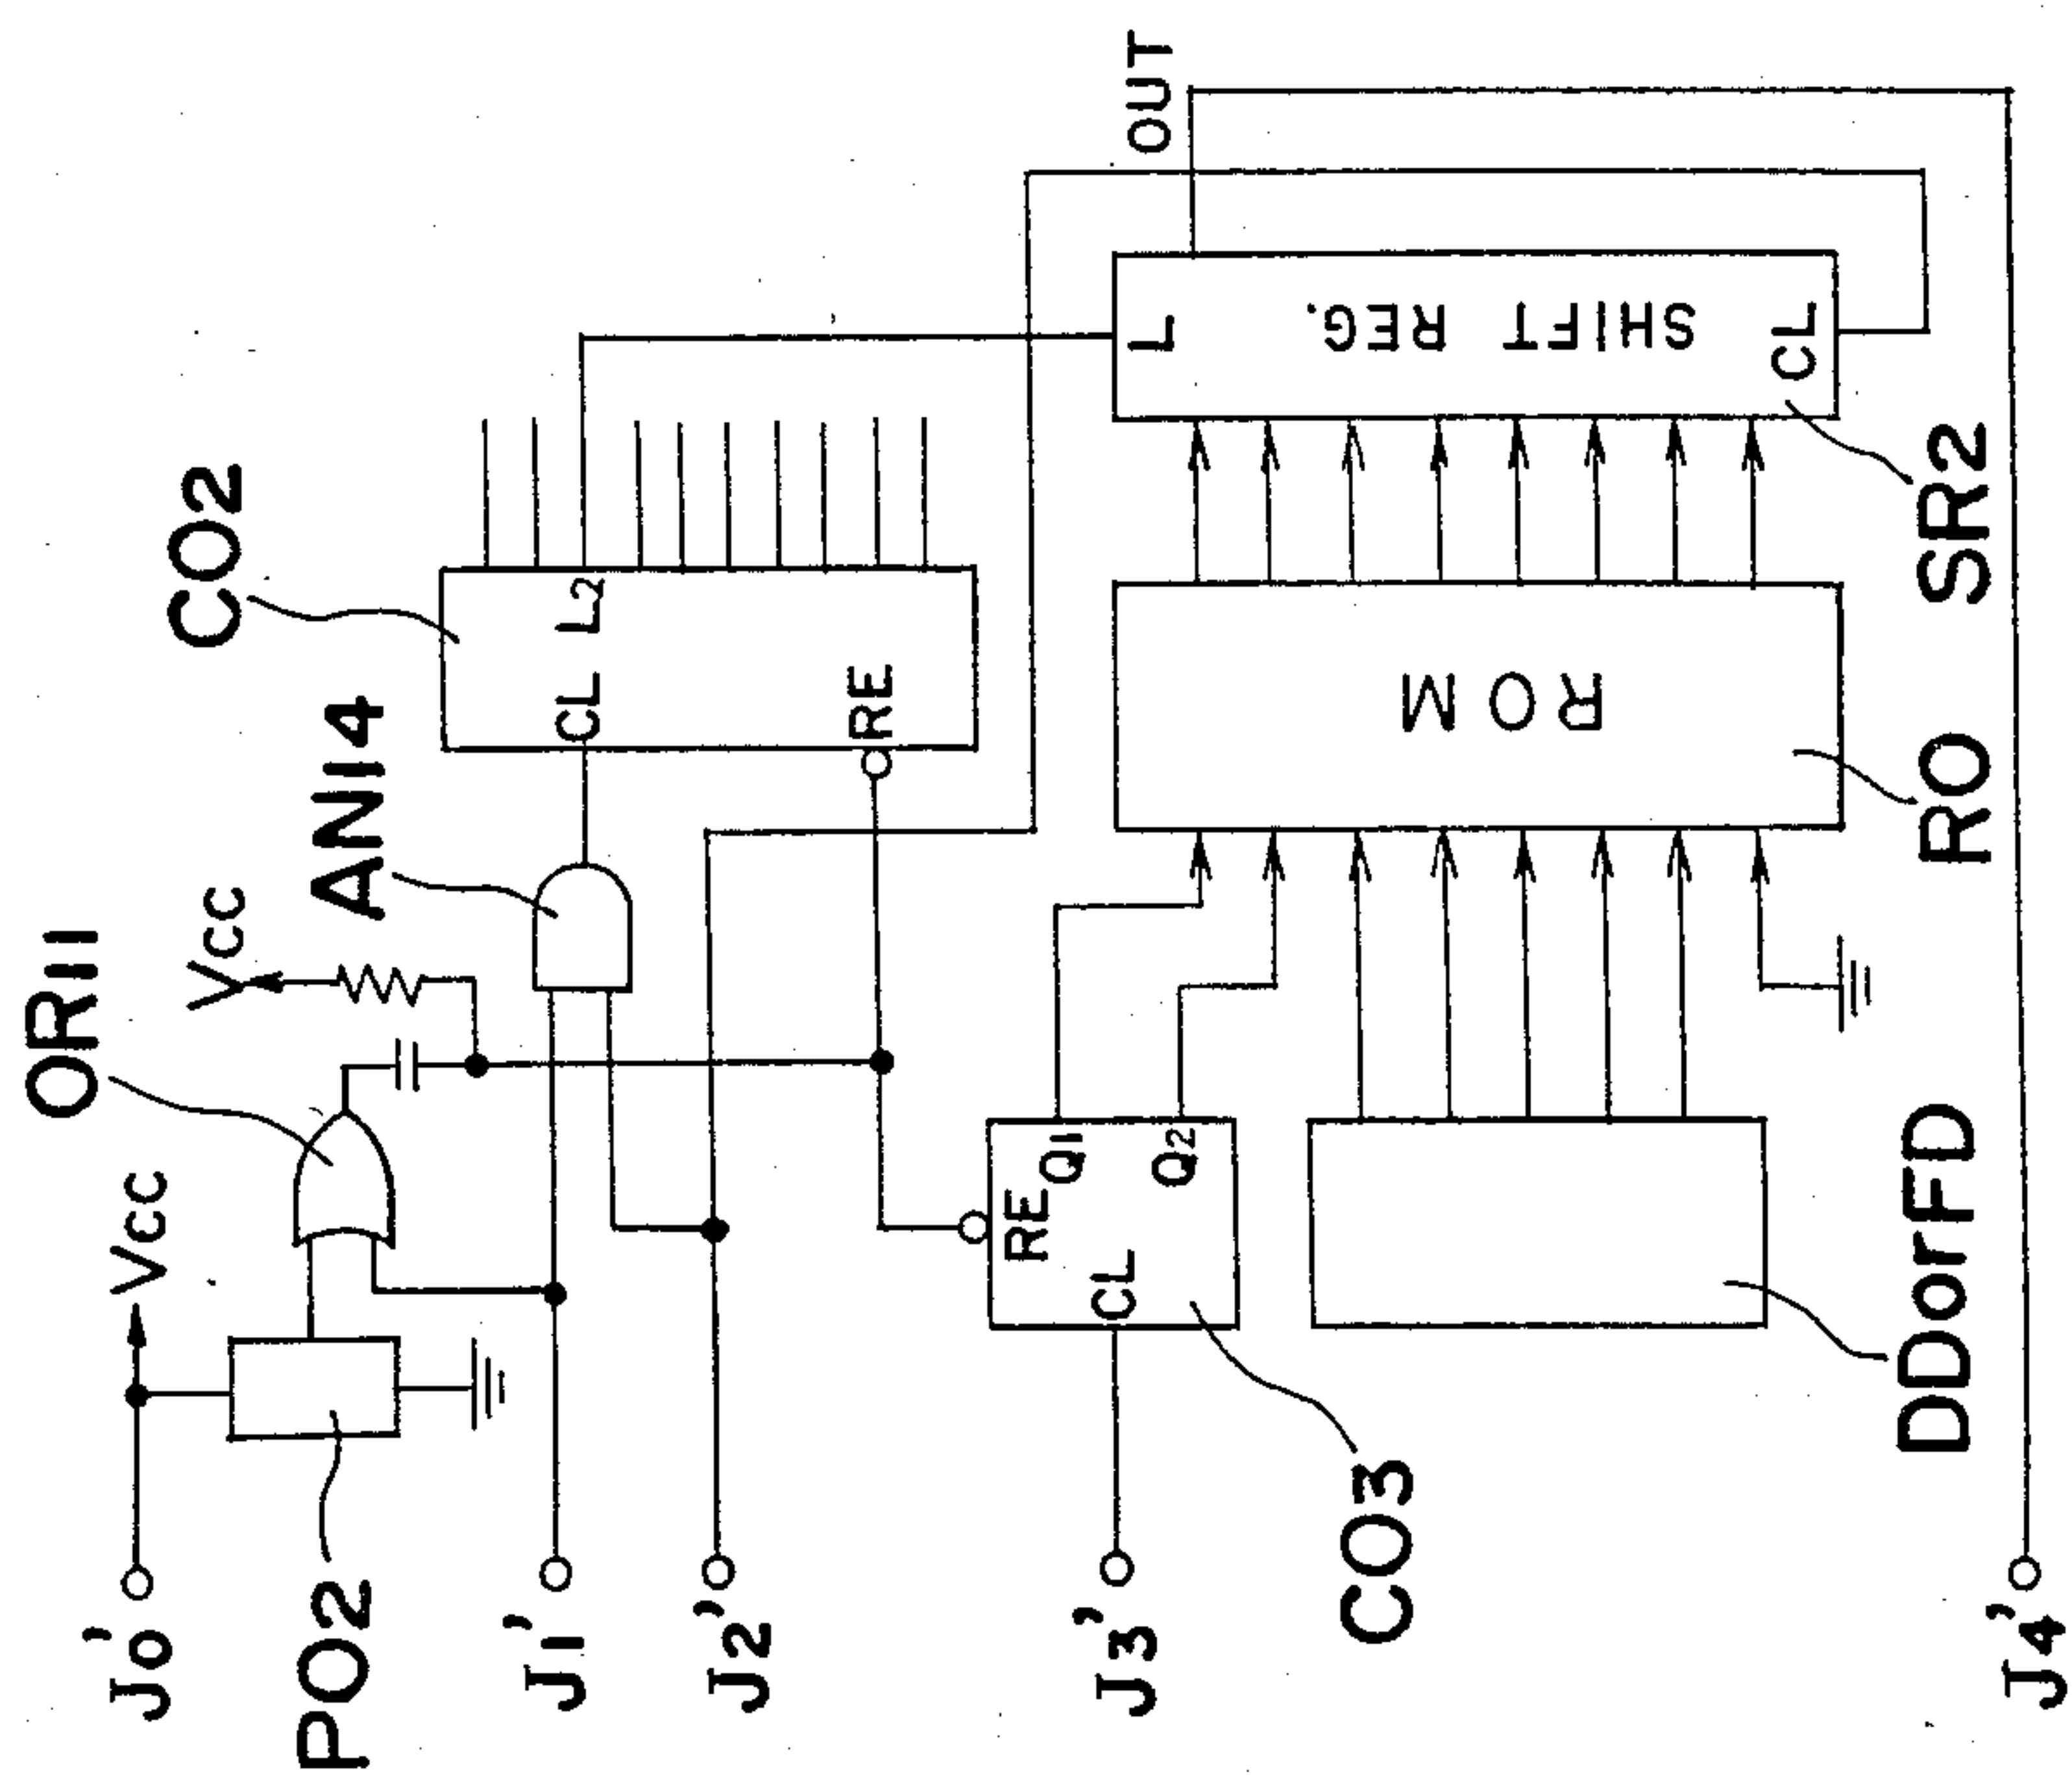 OR11
Vcc
AN14
CO2
Vcc
J0'
PO2
CL L2
RE
J1'
J2'
OUT
L
SHIFT REG.
CL
ROM
RE
Q1
CL
Q2
J3'
CO3
DDorFD
RO
SR2
J4'